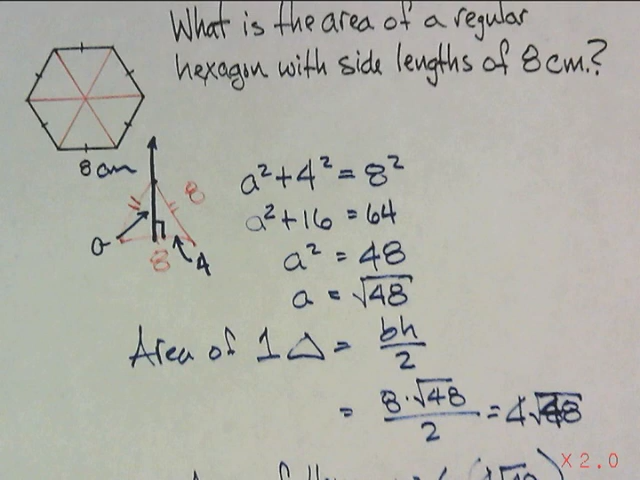 What is the area of a regular
hexagon with side lengths of 8 cm.?
8 cm
a² + 4² = 8²
8
a² + 16 = 64
a
8
4
a² = 48
a = √48
Area of 1 △ = bh/2
= 8·√48/2 = 4√48
x2.0